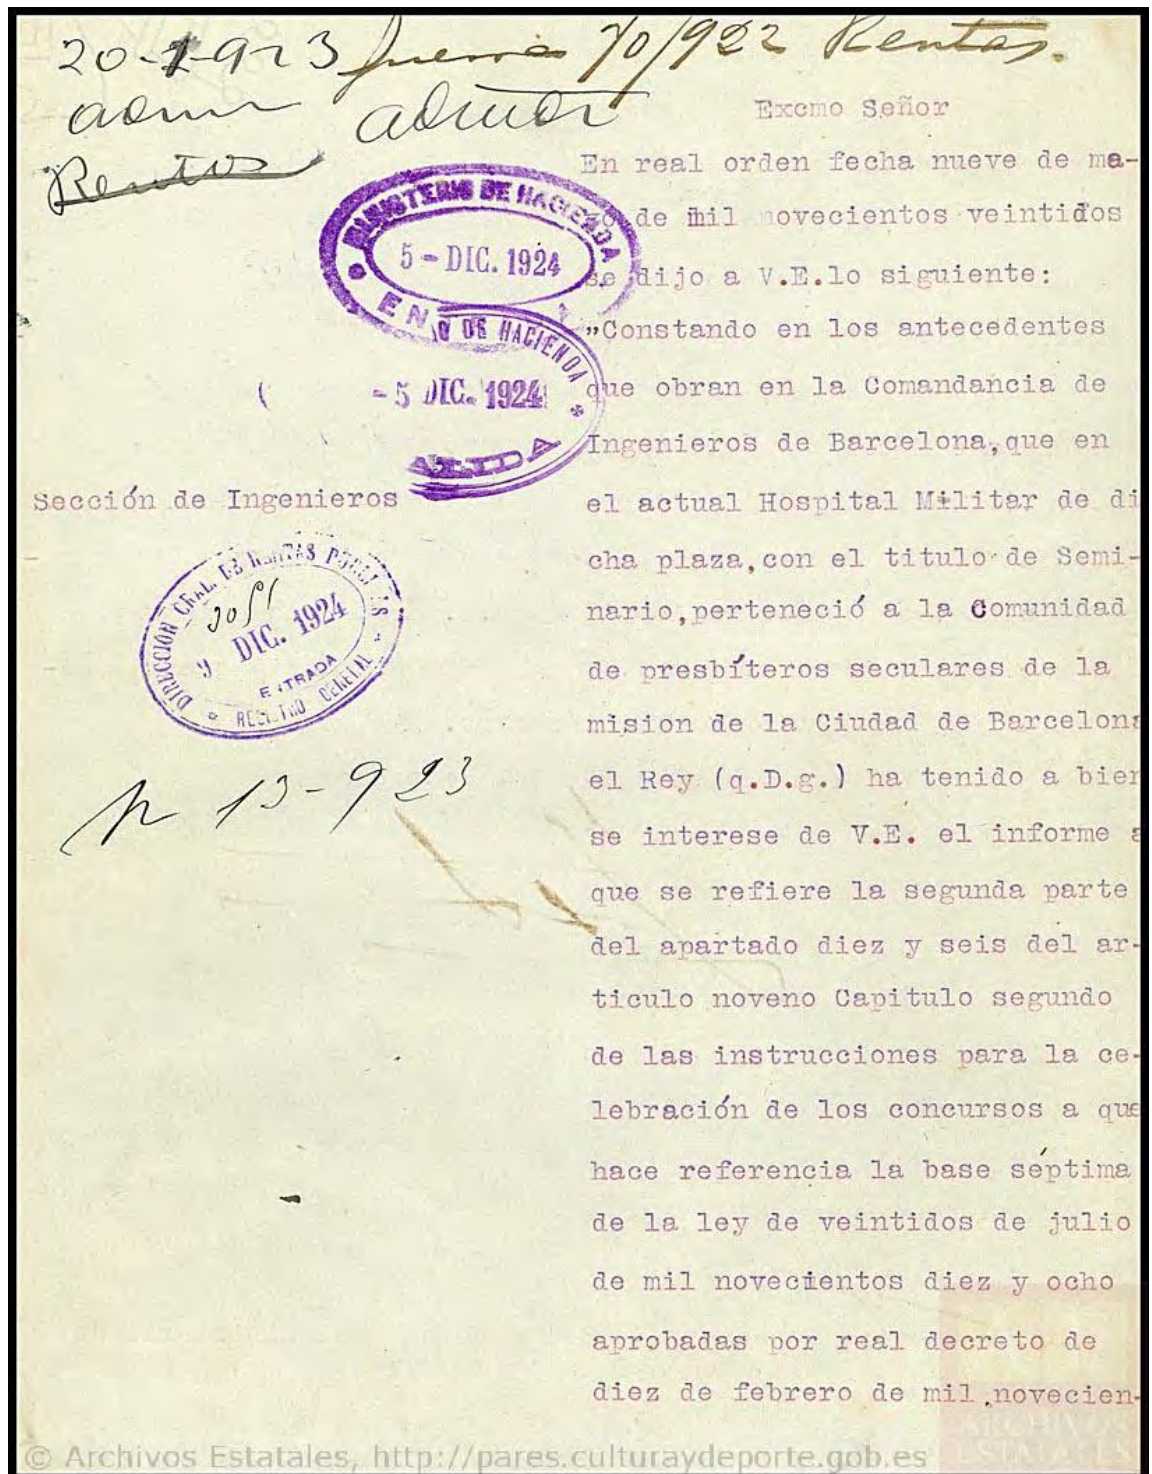 20-1-923 Guerra 70/922 Rentas.
admr admor
Rentas
Excmo Señor
En real orden fecha nueve de ma-
zo de mil novecientos veintidos
se dijo a V.E.lo siguiente:
"Constando en los antecedentes
que obran en la Comandancia de
Ingenieros de Barcelona,que en
el actual Hospital Militar de di
cha plaza,con el titulo de Semi-
nario,perteneció a la Comunidad
de presbíteros seculares de la
mision de la Ciudad de Barcelona
el Rey (q.D.g.) ha tenido a bien
se interese de V.E. el informe a
que se refiere la segunda parte
del apartado diez y seis del ar-
ticulo noveno Capitulo segundo
de las instrucciones para la ce-
lebración de los concursos a que
hace referencia la base séptima
de la ley de veintidos de julio
de mil novecientos diez y ocho
aprobadas por real decreto de
diez de febrero de mil novecien-
MINISTERIO DE HACIENDA
5-DIC. 1924
O DE HACIENDA
-5 DIC. 1924
ALIDA
Sección de Ingenieros
DIRECCIÓN GRAL. DE RENTAS PUBLICAS
9 DIC. 1924
ENTRADA
REGISTRO GENERAL
13-923
© Archivos Estatales, http://pares.culturaydeporte.gob.es
ARCHIVOS
ESTATALES